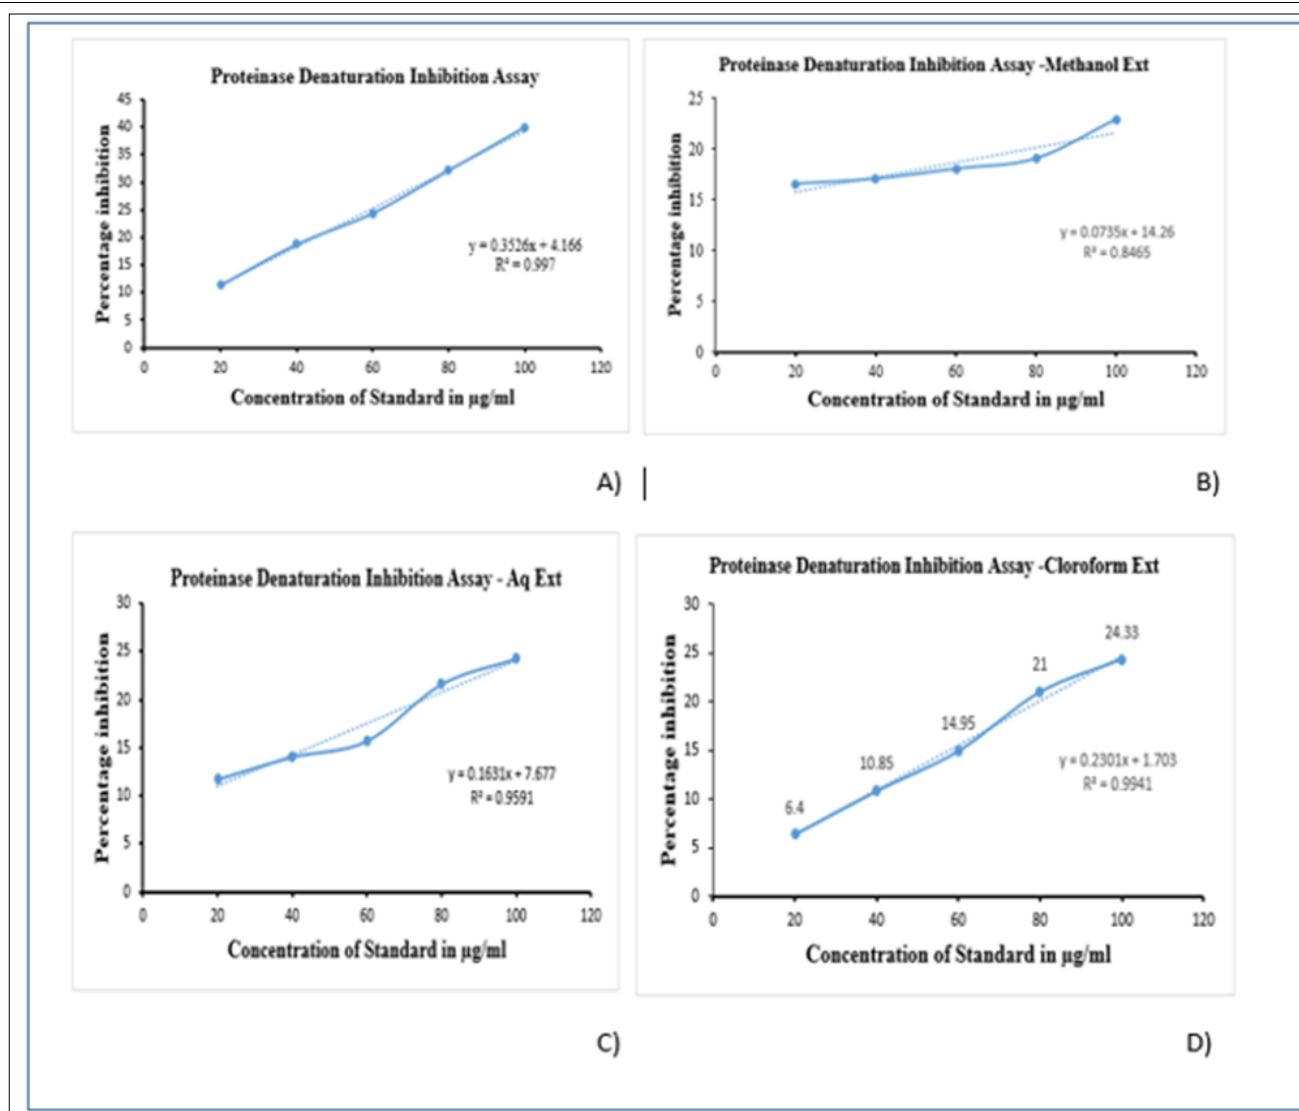 Proteinase Denaturation Inhibition Assay
45
40
35
30
25
20
15
10
5
0
Percentage inhibition
y = 0.3526x + 4.166
R² = 0.997
0 20 40 60 80 100 120
Concentration of Standard in µg/ml
A)
Proteinase Denaturation Inhibition Assay -Methanol Ext
25
20
15
10
5
0
Percentage inhibition
y = 0.0735x + 14.26
R² = 0.8465
0 20 40 60 80 100 120
Concentration of Standard in µg/ml
B)
Proteinase Denaturation Inhibition Assay - Aq Ext
30
25
20
15
10
5
0
Percentage inhibition
y = 0.1631x + 7.677
R² = 0.9591
0 20 40 60 80 100 120
Concentration of Standard in µg/ml
C)
Proteinase Denaturation Inhibition Assay -Cloroform Ext
30
25
20
15
10
5
0
Percentage inhibition
6.4
10.85
14.95
21
24.33
y = 0.2301x + 1.703
R² = 0.9941
0 20 40 60 80 100 120
Concentration of Standard in µg/ml
D)